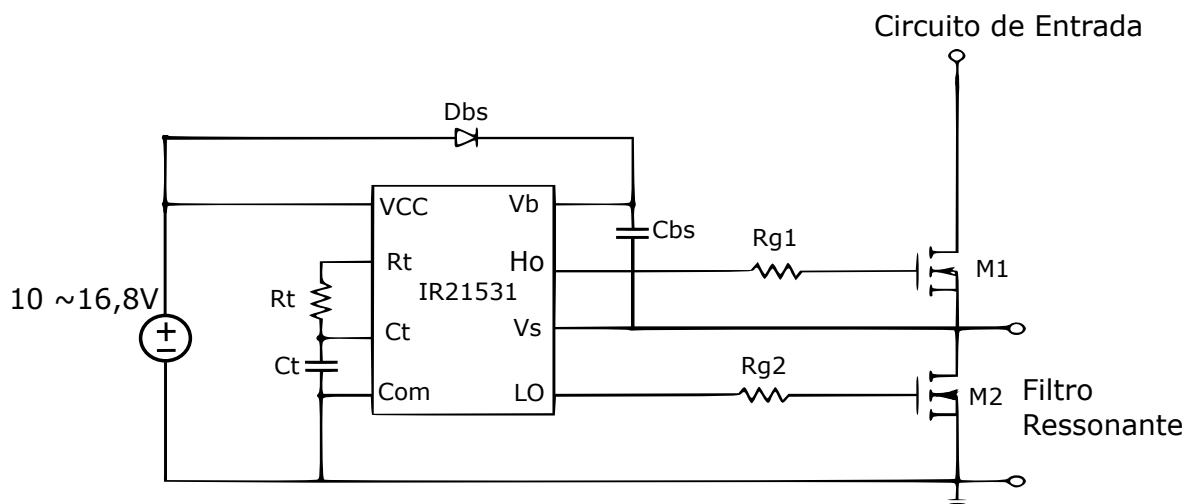 Circuito de Entrada
Dbs
VCC
Vb
Cbs
Rt
Ho
Rg1
M1
IR21531
10 ~16,8V
Rt
Ct
Vs
Ct
Rg2
Com
LO
M2
Filtro
Ressonante